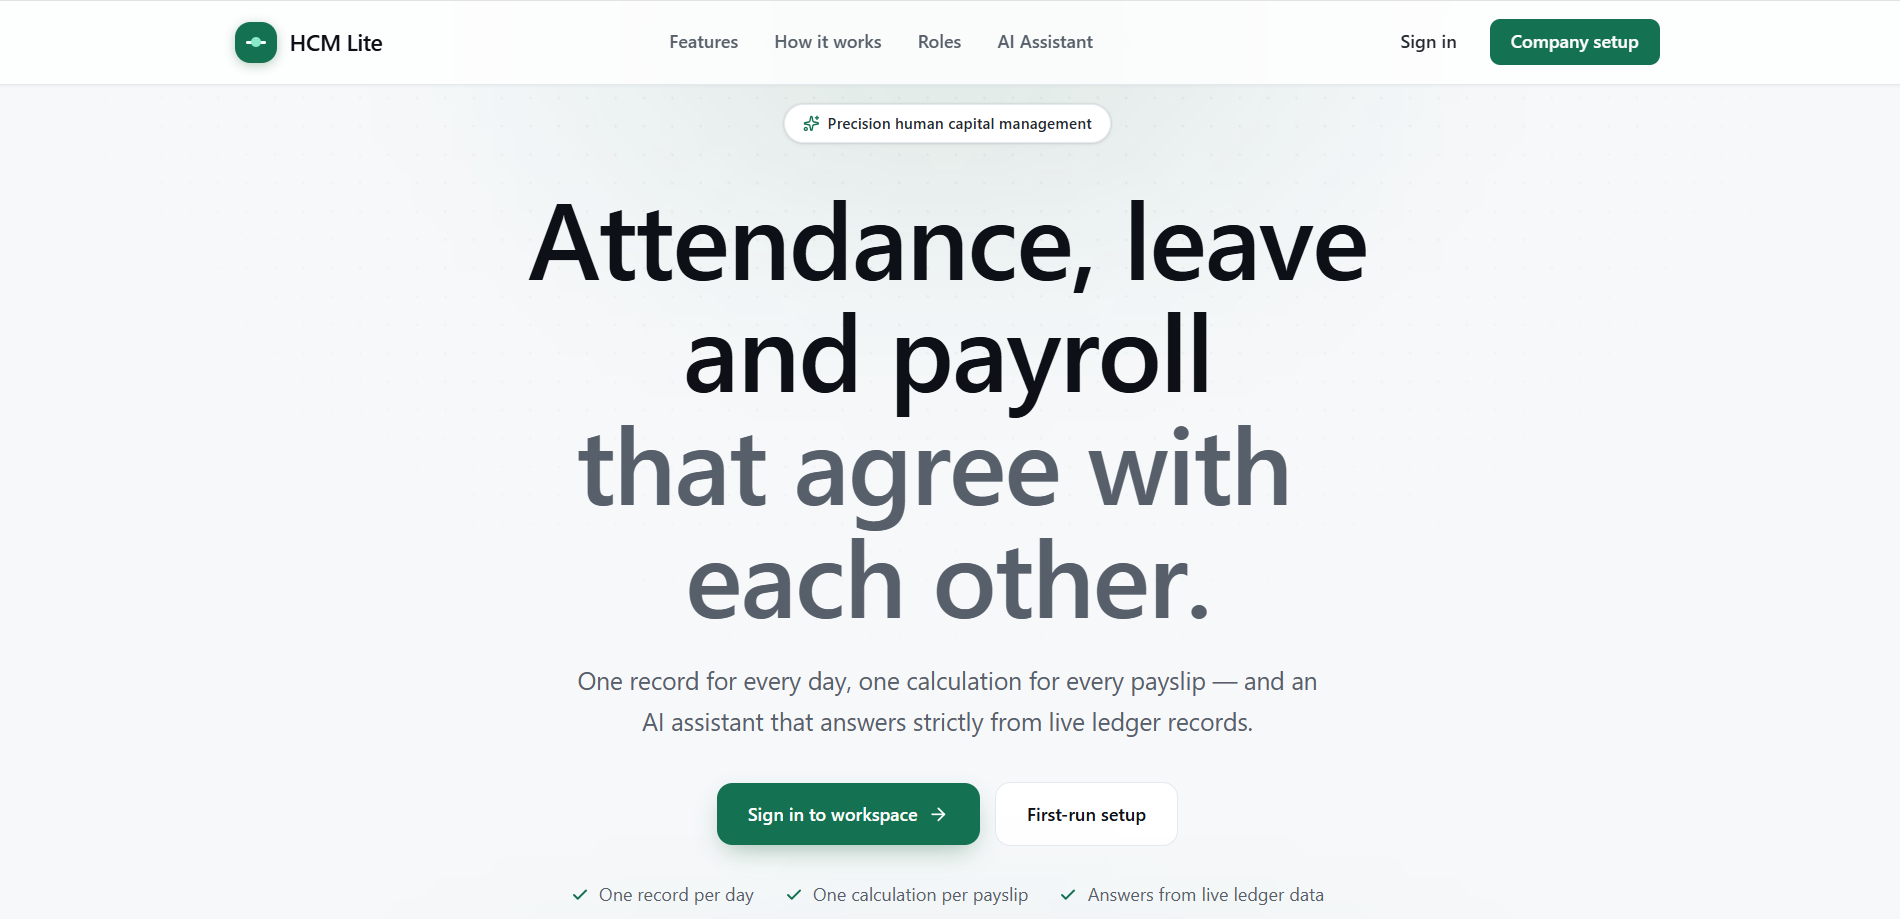 HCM Lite
Features
How it works
Roles
AI Assistant
Sign in
Company setup
Precision human capital management
Attendance, leave
and payroll
that agree with
each other.
One record for every day, one calculation for every payslip — and an
AI assistant that answers strictly from live ledger records.
Sign in to workspace
First-run setup
One record per day
One calculation per payslip
Answers from live ledger data